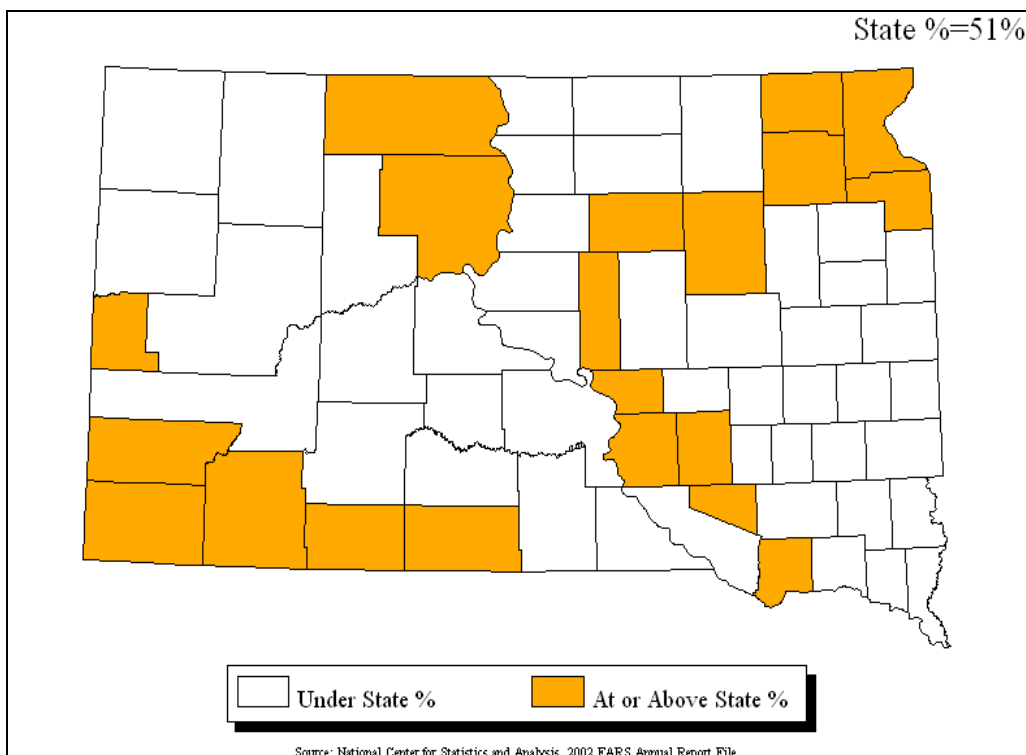 State %=51%
Under State %
At or Above State %
Source: National Center for Statistics and Analysis, 2002 FARS Annual Report File